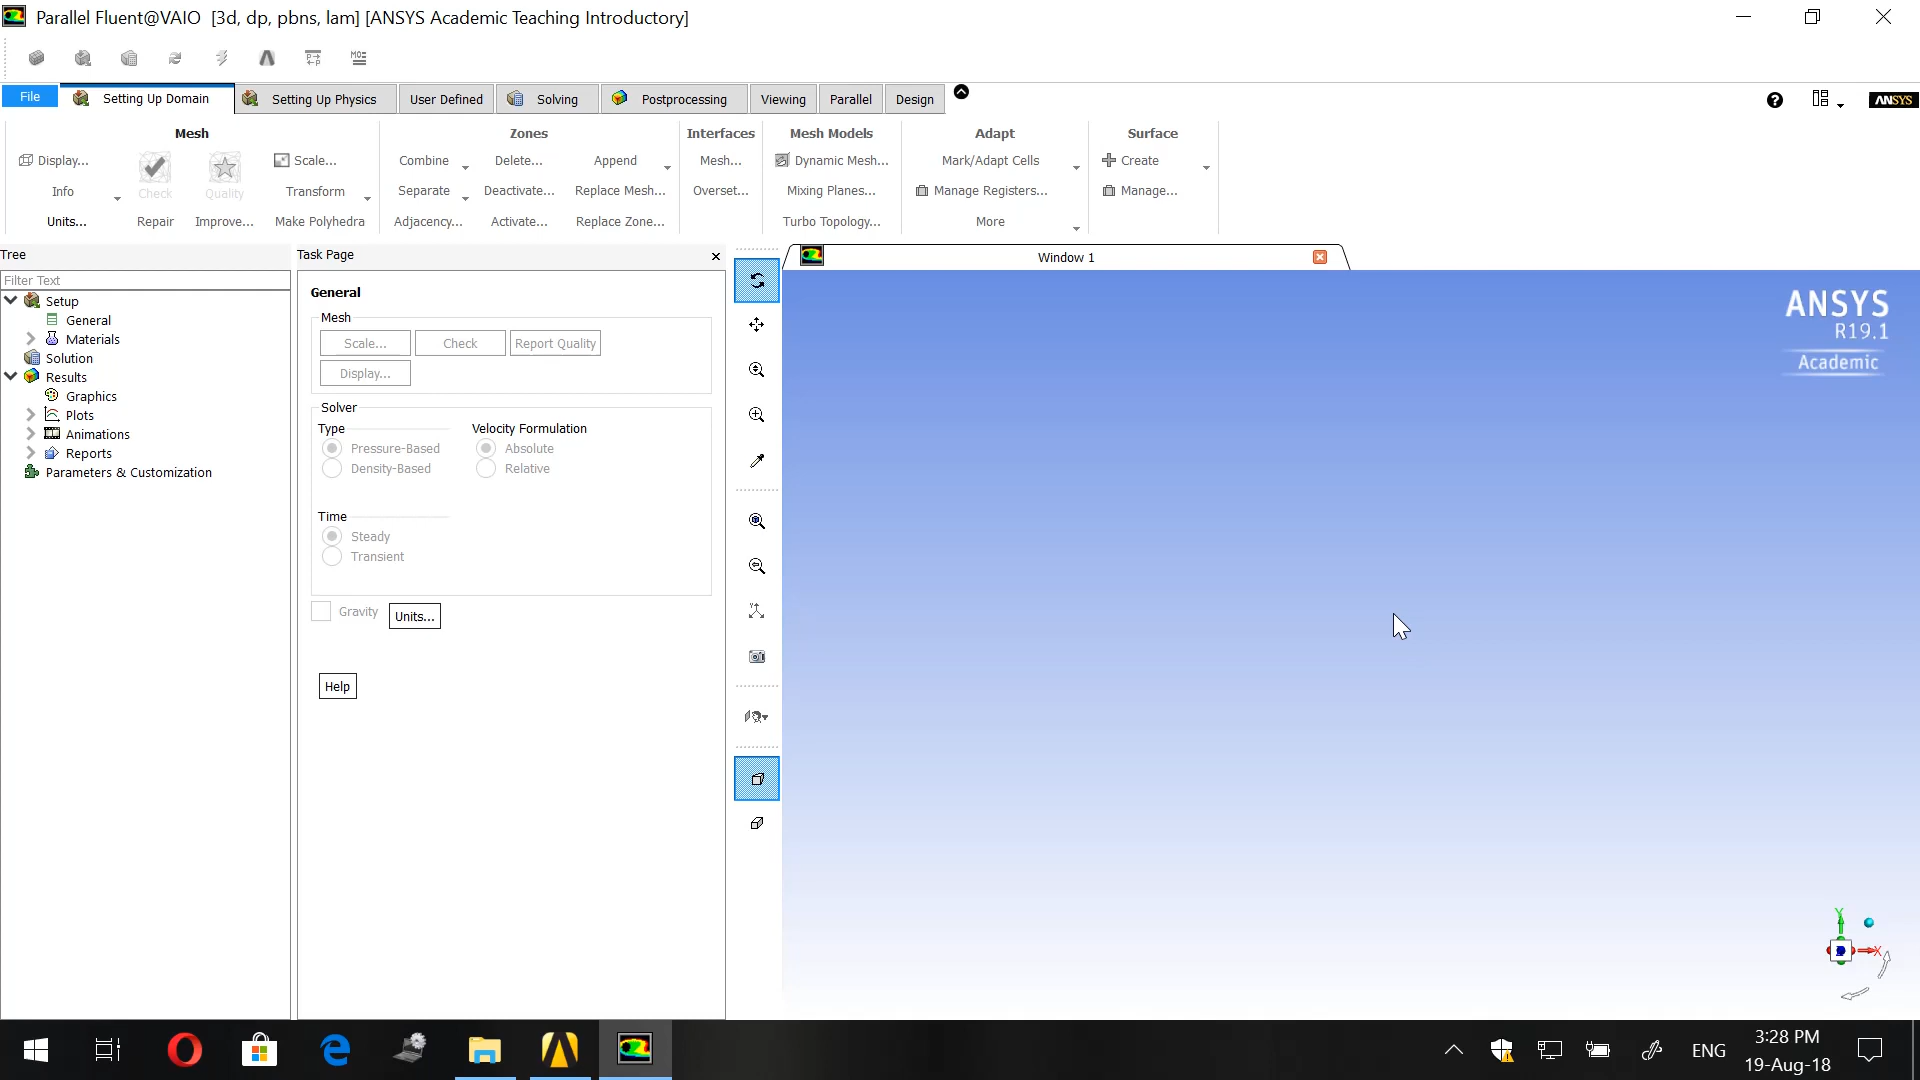 Parallel Fluent@VAIO [3d, dp, pbns, lam] [ANSYS Academic Teaching Introductory]
File Setting Up Domain Setting Up Physics User Defined Solving Postprocessing Viewing Parallel Design ANSYS
Mesh Zones Interfaces Mesh Models Adapt Surface
Display... Scale... Combine Delete... Append Mesh... Dynamic Mesh... Mark/Adapt Cells Create
Info Check Quality Transform Separate Deactivate... Replace Mesh... Overset... Mixing Planes... Manage Registers... Manage...
Units... Repair Improve... Make Polyhedra Adjacency... Activate... Replace Zone... Turbo Topology... More
Tree
Filter Text
Setup
General
Materials
Solution
Results
Graphics
Plots
Animations
Reports
Parameters & Customization
Task Page
General
Mesh
Scale... Check Report Quality
Display...
Solver
Type Velocity Formulation
Pressure-Based Absolute
Density-Based Relative
Time
Steady
Transient
Gravity Units...
Help
Window 1
ANSYS
R19.1
Academic
Y
X
ENG
3:28 PM
19-Aug-18